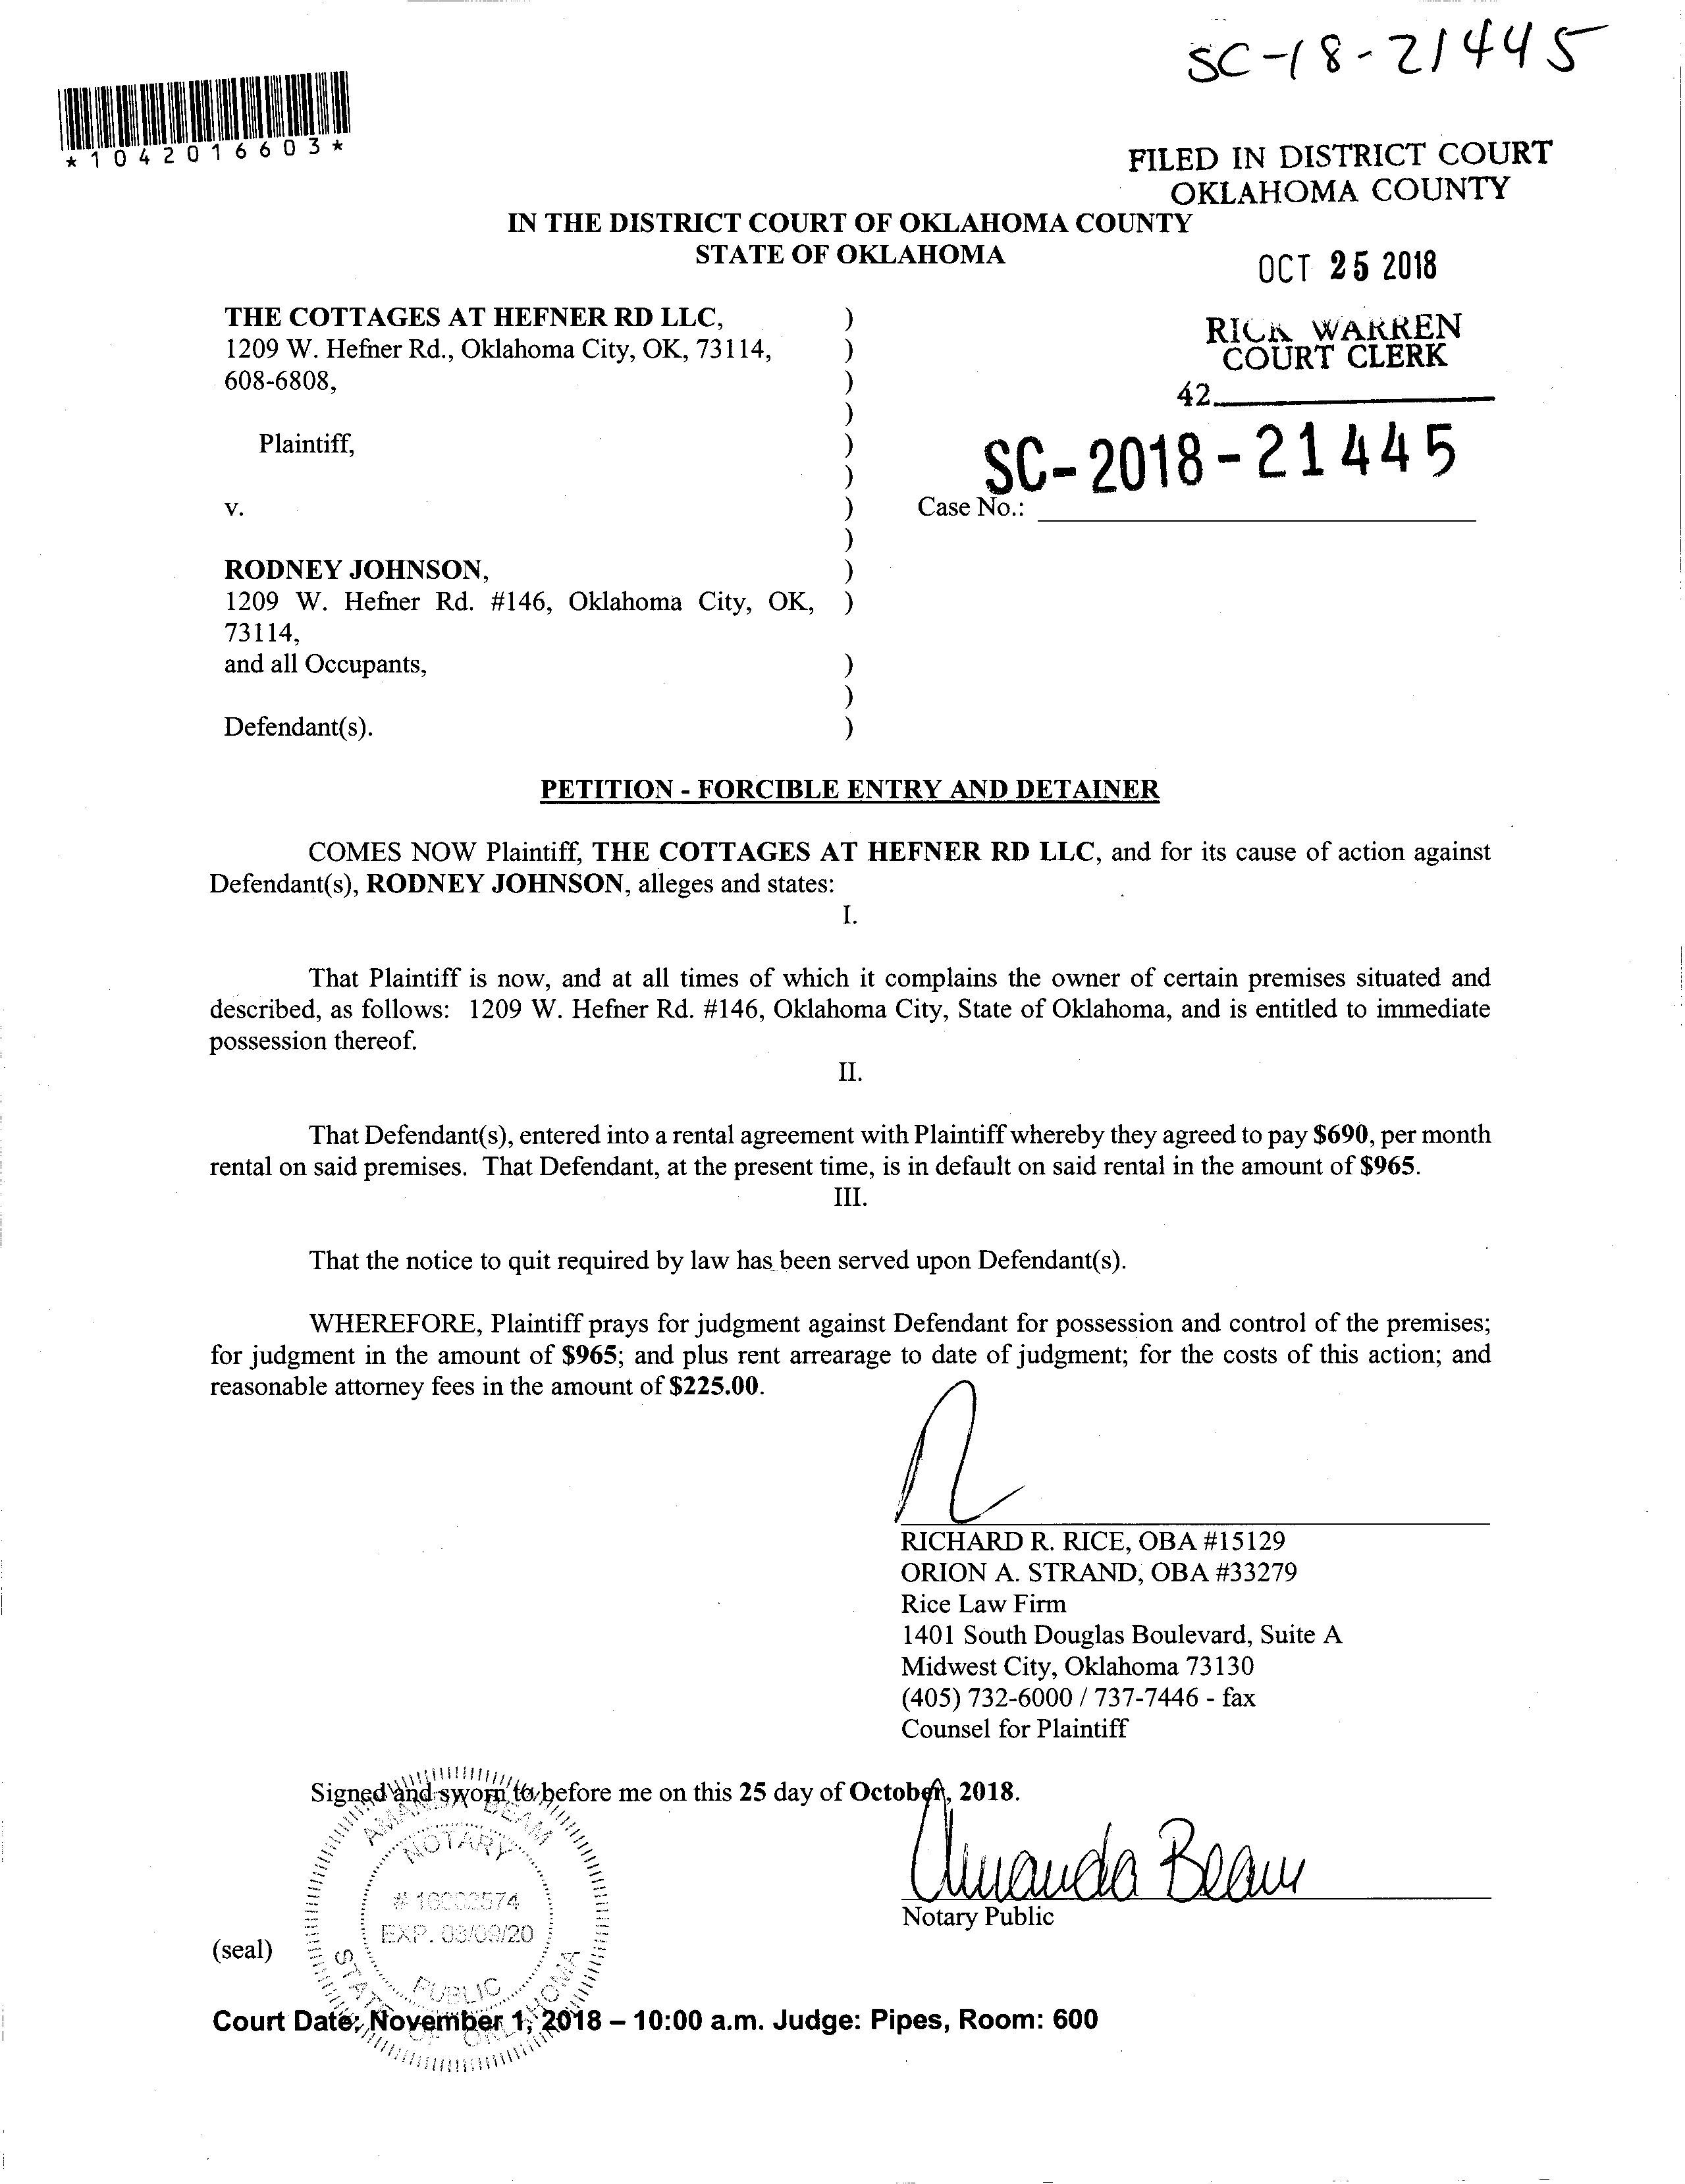 SC-18-21445
*1042016603*
FILED IN DISTRICT COURT
OKLAHOMA COUNTY
IN THE DISTRICT COURT OF OKLAHOMA COUNTY
STATE OF OKLAHOMA
OCT 25 2018
THE COTTAGES AT HEFNER RD LLC, )
1209 W. Hefner Rd., Oklahoma City, OK, 73114, )
608-6808, )
)
Plaintiff, )
)
v. )
)
RODNEY JOHNSON, )
1209 W. Hefner Rd. #146, Oklahoma City, OK, )
73114,
and all Occupants, )
)
Defendant(s). )
RICK WARREN
COURT CLERK
42
SC-2018-21445
Case No.:
PETITION - FORCIBLE ENTRY AND DETAINER
COMES NOW Plaintiff, THE COTTAGES AT HEFNER RD LLC, and for its cause of action against
Defendant(s), RODNEY JOHNSON, alleges and states:
I.
That Plaintiff is now, and at all times of which it complains the owner of certain premises situated and
described, as follows: 1209 W. Hefner Rd. #146, Oklahoma City, State of Oklahoma, and is entitled to immediate
possession thereof.
II.
That Defendant(s), entered into a rental agreement with Plaintiff whereby they agreed to pay $690, per month
rental on said premises. That Defendant, at the present time, is in default on said rental in the amount of $965.
III.
That the notice to quit required by law has been served upon Defendant(s).
WHEREFORE, Plaintiff prays for judgment against Defendant for possession and control of the premises;
for judgment in the amount of $965; and plus rent arrearage to date of judgment; for the costs of this action; and
reasonable attorney fees in the amount of $225.00.
RICHARD R. RICE, OBA #15129
ORION A. STRAND, OBA #33279
Rice Law Firm
1401 South Douglas Boulevard, Suite A
Midwest City, Oklahoma 73130
(405) 732-6000 / 737-7446 - fax
Counsel for Plaintiff
Signed and sworn to before me on this 25 day of October, 2018.
Amanda Beam
Notary Public
AMANDA BEAM
NOTARY
EXP. 03/09/20
PUBLIC
STATE OF OKLAHOMA
(seal)
Court Date: November 1, 2018 – 10:00 a.m. Judge: Pipes, Room: 600